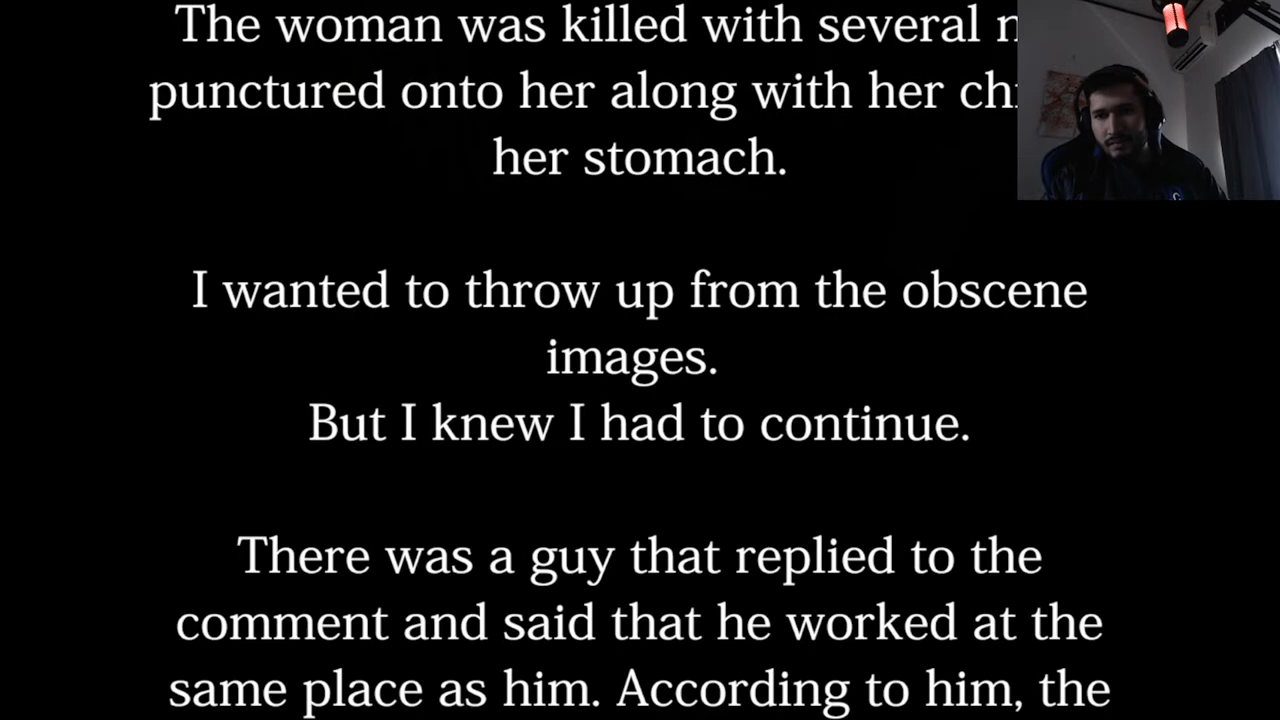 The woman was killed with several
punctured onto her along with her
her stomach.
I wanted to throw up from the obscene
images.
But I knew I had to continue.
There was a guy that replied to the
comment and said that he worked at the
same place as him. According to him, the